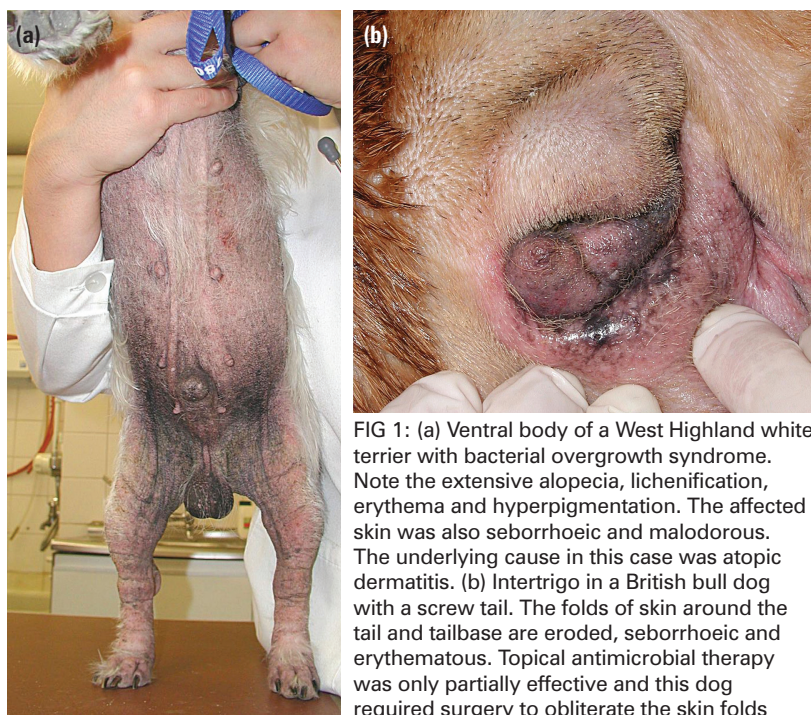 (a)
(b)
FIG 1: (a) Ventral body of a West Highland white
terrier with bacterial overgrowth syndrome.
Note the extensive alopecia, lichenification,
erythema and hyperpigmentation. The affected
skin was also seborrhoeic and malodorous.
The underlying cause in this case was atopic
dermatitis. (b) Intertrigo in a British bull dog
with a screw tail. The folds of skin around the
tail and tailbase are eroded, seborrhoeic and
erythematous. Topical antimicrobial therapy
was only partially effective and this dog
required surgery to obliterate the skin folds